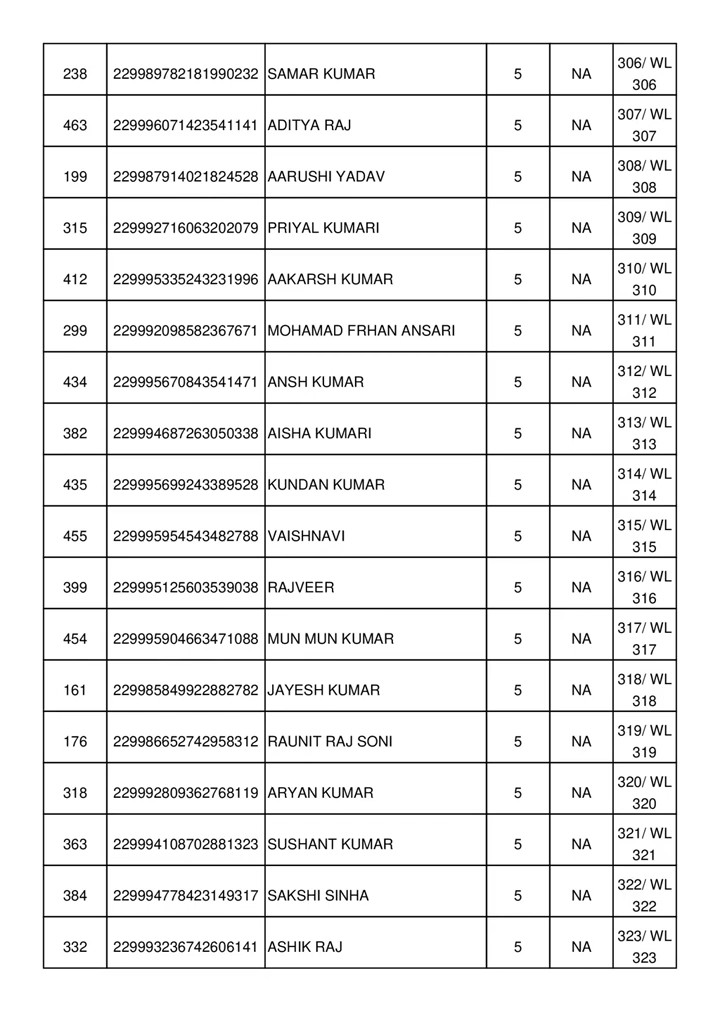 238 229989782181990232 SAMAR KUMAR 5 NA 306/ WL
306
463 229996071423541141 ADITYA RAJ 5 NA 307/ WL
307
199 229987914021824528 AARUSHI YADAV 5 NA 308/ WL
308
315 229992716063202079 PRIYAL KUMARI 5 NA 309/ WL
309
412 229995335243231996 AAKARSH KUMAR 5 NA 310/ WL
310
299 229992098582367671 MOHAMAD FRHAN ANSARI 5 NA 311/ WL
311
434 229995670843541471 ANSH KUMAR 5 NA 312/ WL
312
382 229994687263050338 AISHA KUMARI 5 NA 313/ WL
313
435 229995699243389528 KUNDAN KUMAR 5 NA 314/ WL
314
455 229995954543482788 VAISHNAVI 5 NA 315/ WL
315
399 229995125603539038 RAJVEER 5 NA 316/ WL
316
454 229995904663471088 MUN MUN KUMAR 5 NA 317/ WL
317
161 229985849922882782 JAYESH KUMAR 5 NA 318/ WL
318
176 229986652742958312 RAUNIT RAJ SONI 5 NA 319/ WL
319
318 229992809362768119 ARYAN KUMAR 5 NA 320/ WL
320
363 229994108702881323 SUSHANT KUMAR 5 NA 321/ WL
321
384 229994778423149317 SAKSHI SINHA 5 NA 322/ WL
322
332 229993236742606141 ASHIK RAJ 5 NA 323/ WL
323